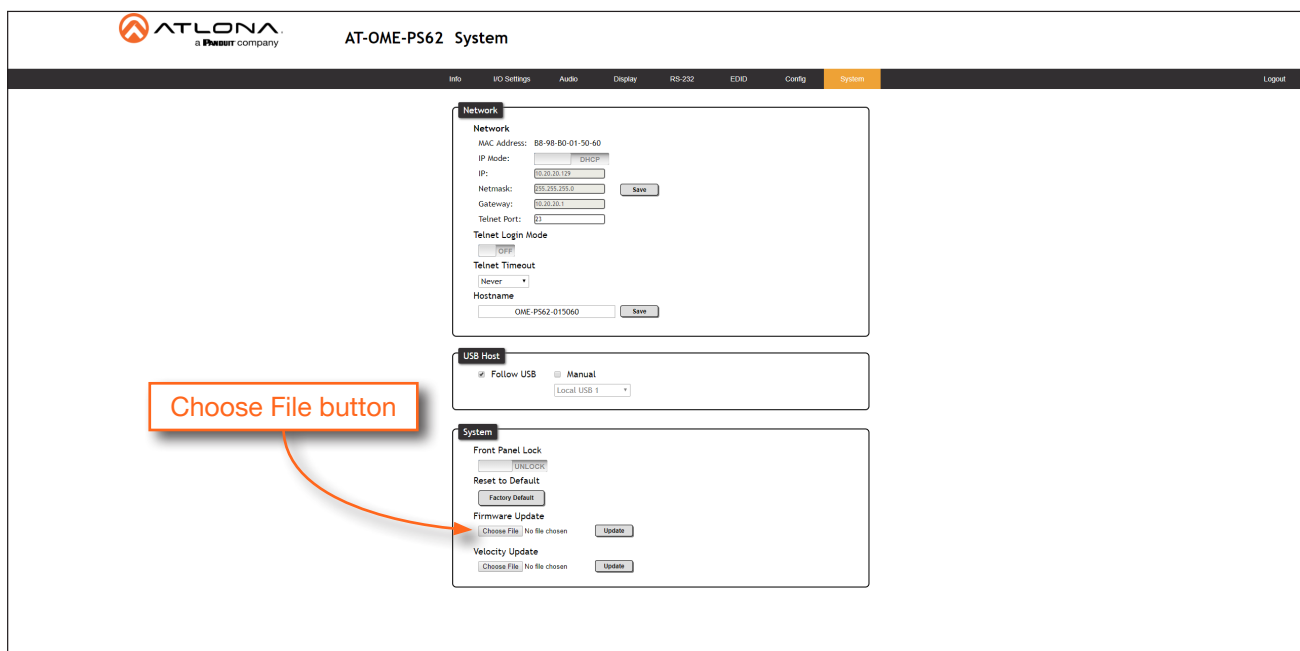 ATLONA.
a PANDUIT company
AT-OME-PS62 System
Info I/O Settings Audio Display RS-232 EDID Config System Logout
Network
Network
MAC Address: B8-98-B0-01-50-60
IP Mode: DHCP
IP: 10.20.20.129
Netmask: 255.255.255.0 Save
Gateway: 10.20.20.1
Telnet Port: 23
Telnet Login Mode
OFF
Telnet Timeout
Never
Hostname
OME-PS62-015060 Save
USB Host
Follow USB Manual
Local USB 1
Choose File button
System
Front Panel Lock
UNLOCK
Reset to Default
Factory Default
Firmware Update
Choose File No file chosen Update
Velocity Update
Choose File No file chosen Update